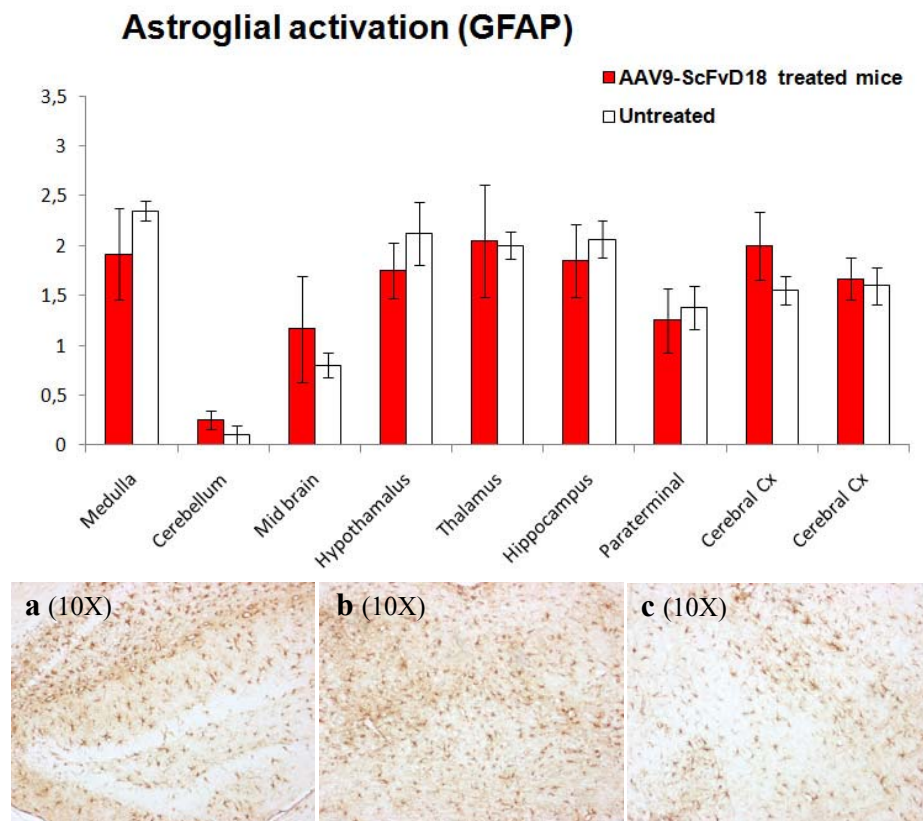 Astroglial activation (GFAP)
AAV9-ScFvD18 treated mice
Untreated
3,5
3
2,5
2
1,5
1
0,5
0
Medulla
Cerebellum
Mid brain
Hypothamalus
Thalamus
Hippocampus
Paraterminal
Cerebral Cx
Cerebral Cx
a (10X)
b (10X)
c (10X)